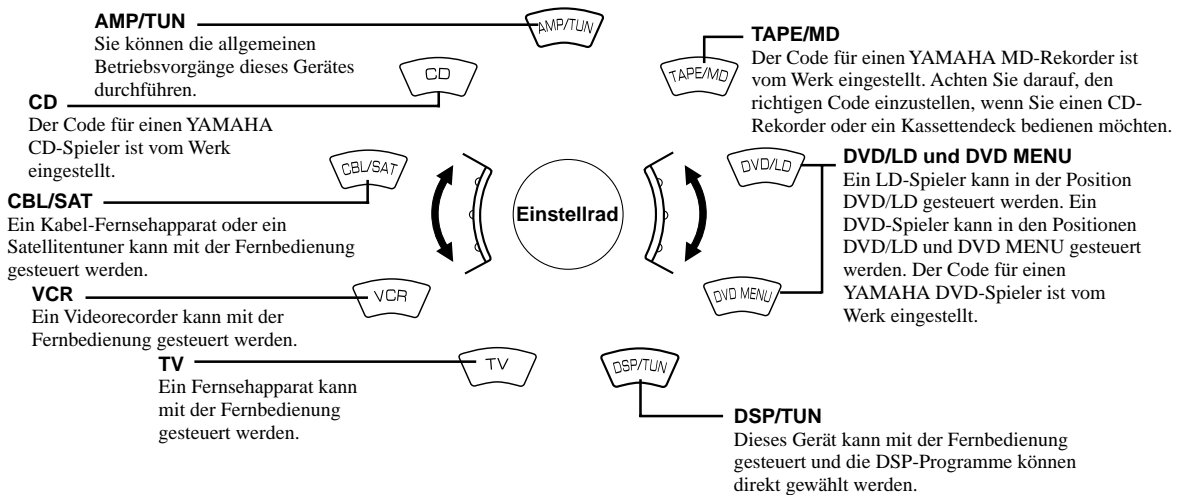 AMP/TUN
Sie können die allgemeinen
Betriebsvorgänge dieses Gerätes
durchführen.
CD
Der Code für einen YAMAHA
CD-Spieler ist vom Werk
eingestellt.
CBL/SAT
Ein Kabel-Fernsehapparat oder ein
Satellitentuner kann mit der Fernbedienung
gesteuert werden.
VCR
Ein Videorecorder kann mit der
Fernbedienung gesteuert werden.
TV
Ein Fernsehapparat kann
mit der Fernbedienung
gesteuert werden.
AMP/TUN
CD
CBL/SAT
VCR
TV
Einstellrad
TAPE/MD
DVD/LD
DVD MENU
DSP/TUN
TAPE/MD
Der Code für einen YAMAHA MD-Rekorder ist
vom Werk eingestellt. Achten Sie darauf, den
richtigen Code einzustellen, wenn Sie einen CD-
Rekorder oder ein Kassettendeck bedienen möchten.
DVD/LD und DVD MENU
Ein LD-Spieler kann in der Position
DVD/LD gesteuert werden. Ein
DVD-Spieler kann in den Positionen
DVD/LD und DVD MENU gesteuert
werden. Der Code für einen
YAMAHA DVD-Spieler ist vom
Werk eingestellt.
DSP/TUN
Dieses Gerät kann mit der Fernbedienung
gesteuert und die DSP-Programme können
direkt gewählt werden.